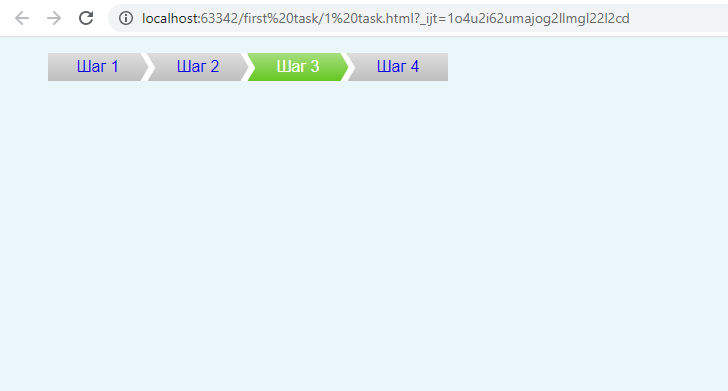 localhost:63342/first%20task/1%20task.html?_ijt=1o4u2i62umajog2llmgl22l2cd
Шаг 1 Шаг 2 Шаг 3 Шаг 4